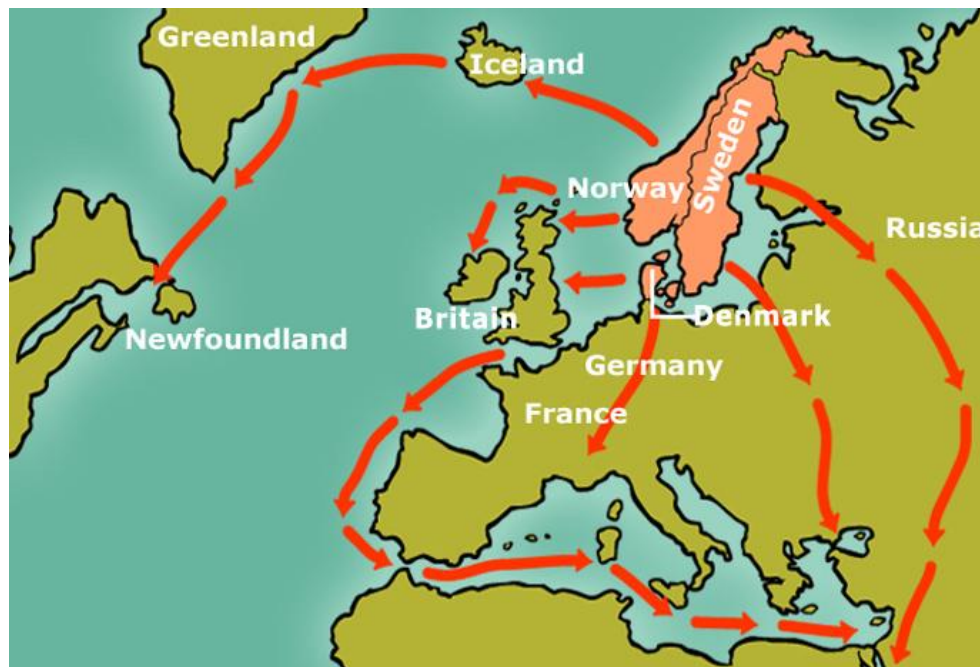 Greenland
Iceland
Sweden
Norway
Russia
Britain
Denmark
Newfoundland
Germany
France